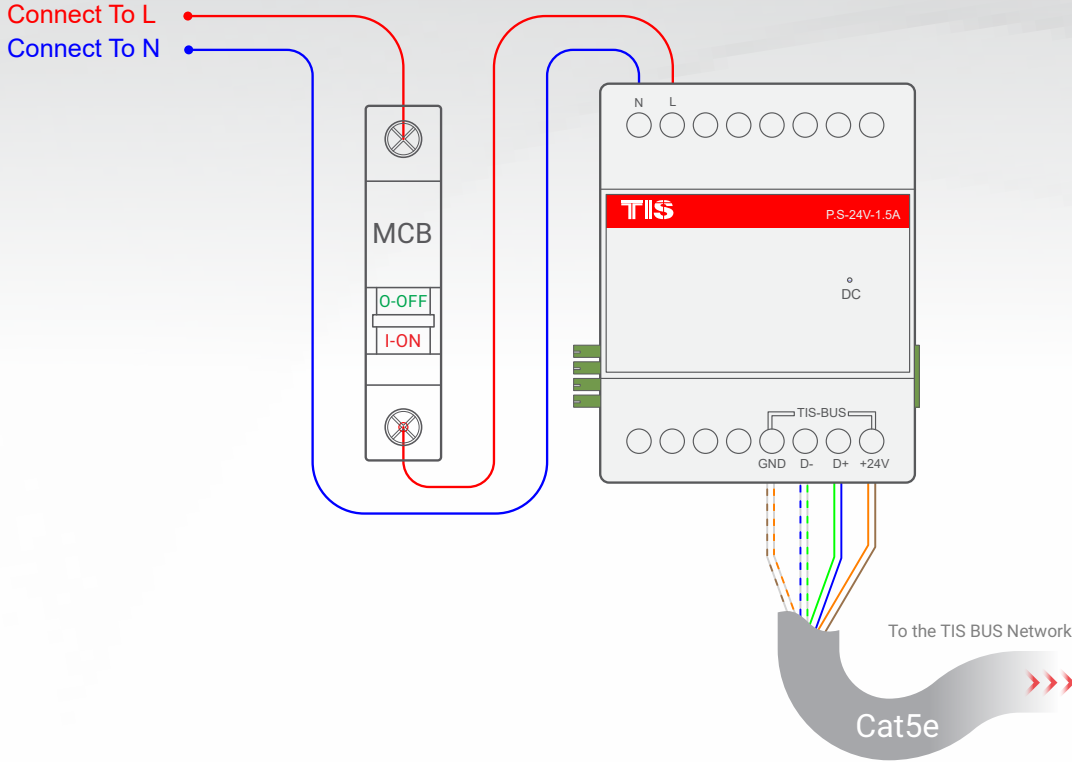 Connect To L
Connect To N
N L
TIS
P.S-24V-1.5A
MCB
DC
O-OFF
I-ON
TIS-BUS
GND D- D+ +24V
To the TIS BUS Network
Cat5e